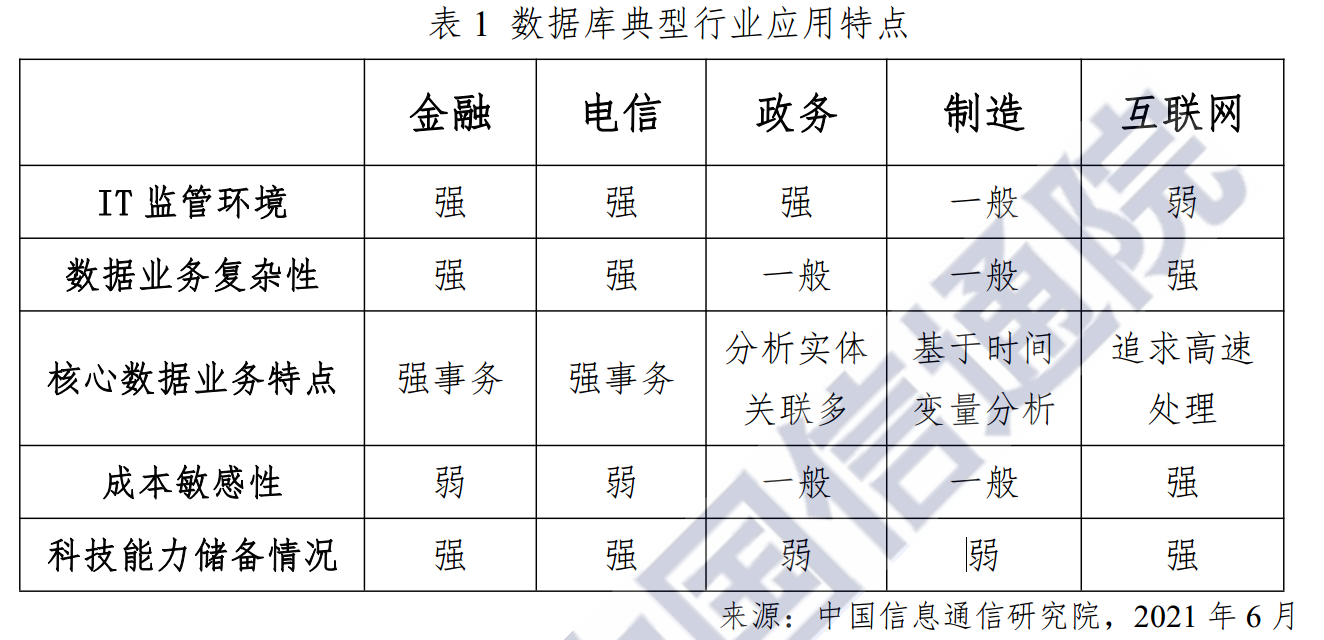 表 1 数据库典型行业应用特点
金融 电信 政务 制造 互联网
IT 监管环境 强 强 强 一般 弱
数据业务复杂性 强 强 一般 一般 强
核心数据业务特点 强事务 强事务 分析实体 基于时间 追求高速
关联多 变量分析 处理
成本敏感性 弱 弱 一般 一般 强
科技能力储备情况 强 强 弱 弱 强
来源：中国信息通信研究院，2021 年 6 月
中国信通院